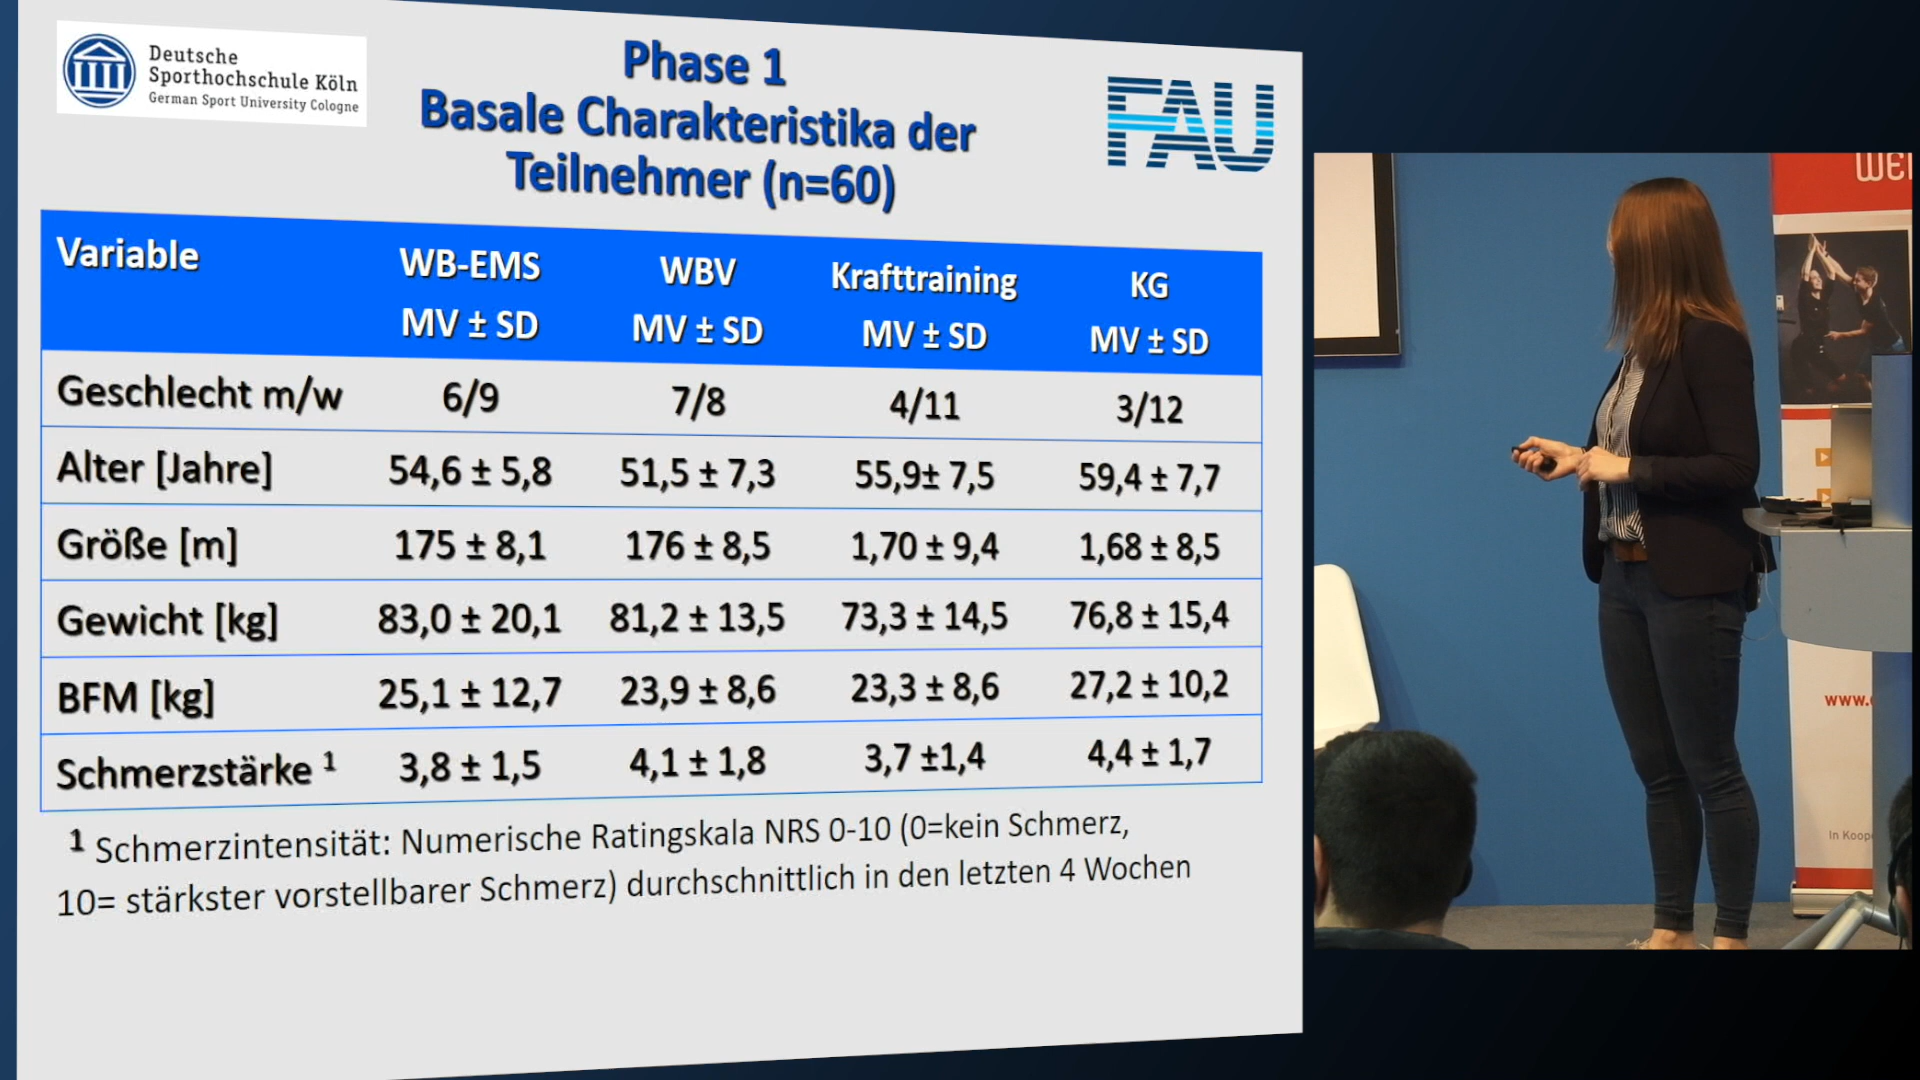 Deutsche
Sporthochschule Köln
German Sport University Cologne
Phase 1
Basale Charakteristika der
Teilnehmer (n=60)
FAU
Variable WB-EMS MV ± SD WBV MV ± SD Krafttraining MV ± SD KG MV ± SD
Geschlecht m/w 6/9 7/8 4/11 3/12
Alter [Jahre] 54,6 ± 5,8 51,5 ± 7,3 55,9± 7,5 59,4 ± 7,7
Größe [m] 175 ± 8,1 176 ± 8,5 1,70 ± 9,4 1,68 ± 8,5
Gewicht [kg] 83,0 ± 20,1 81,2 ± 13,5 73,3 ± 14,5 76,8 ± 15,4
BFM [kg] 25,1 ± 12,7 23,9 ± 8,6 23,3 ± 8,6 27,2 ± 10,2
Schmerzstärke 1 3,8 ± 1,5 4,1 ± 1,8 3,7 ±1,4 4,4 ± 1,7
1 Schmerzintensität: Numerische Ratingskala NRS 0-10 (0=kein Schmerz,
10= stärkster vorstellbarer Schmerz) durchschnittlich in den letzten 4 Wochen
www.
In